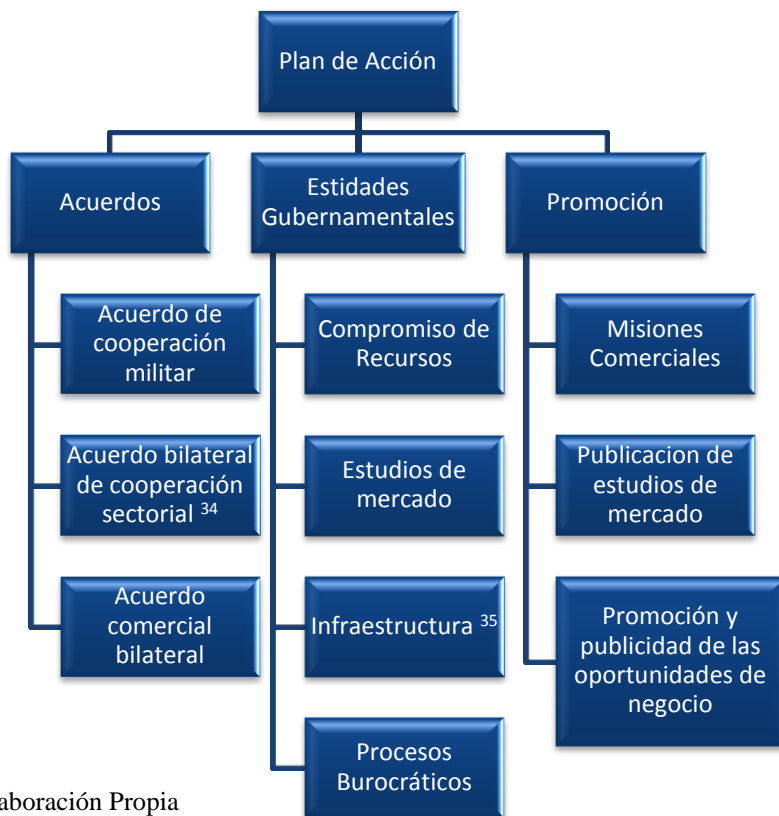 Plan de Acción
Acuerdos
Acuerdo de
cooperación
militar
Acuerdo bilateral
de cooperación
sectorial 34
Acuerdo
comercial
bilateral
Estidades
Gubernamentales
Compromiso de
Recursos
Estudios de
mercado
Infraestructura 35
Procesos
Burocráticos
Promoción
Misiones
Comerciales
Publicacion de
estudios de
mercado
Promoción y
publicidad de las
oportunidades de
negocio
aboración Propia